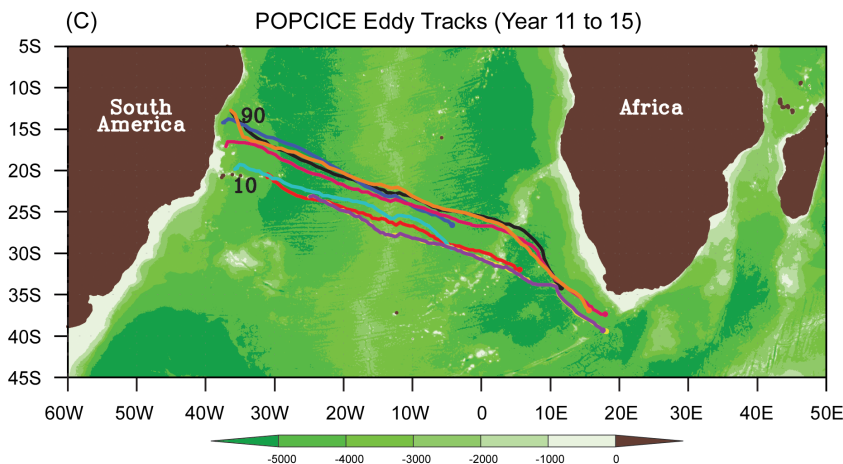 (C)
POPCICE Eddy Tracks (Year 11 to 15)
5S
10S
15S
20S
25S
30S
35S
40S
45S
South
America
Africa
90
10
60W 50W 40W 30W 20W 10W 0 10E 20E 30E 40E 50E
-5000 -4000 -3000 -2000 -1000 0